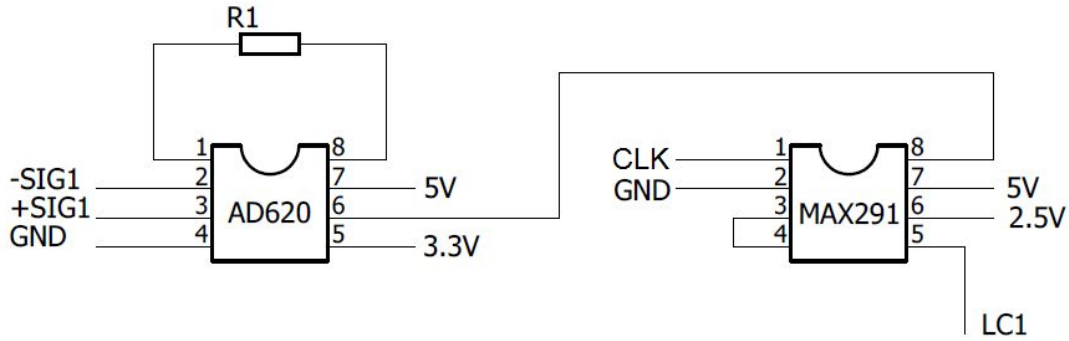 R1
1 8
-SIG1 2 7 5V
+SIG1 3 AD620 6
GND 4 5 3.3V
CLK 1 8
GND 2 7 5V
3 MAX291 6 2.5V
4 5
LC1